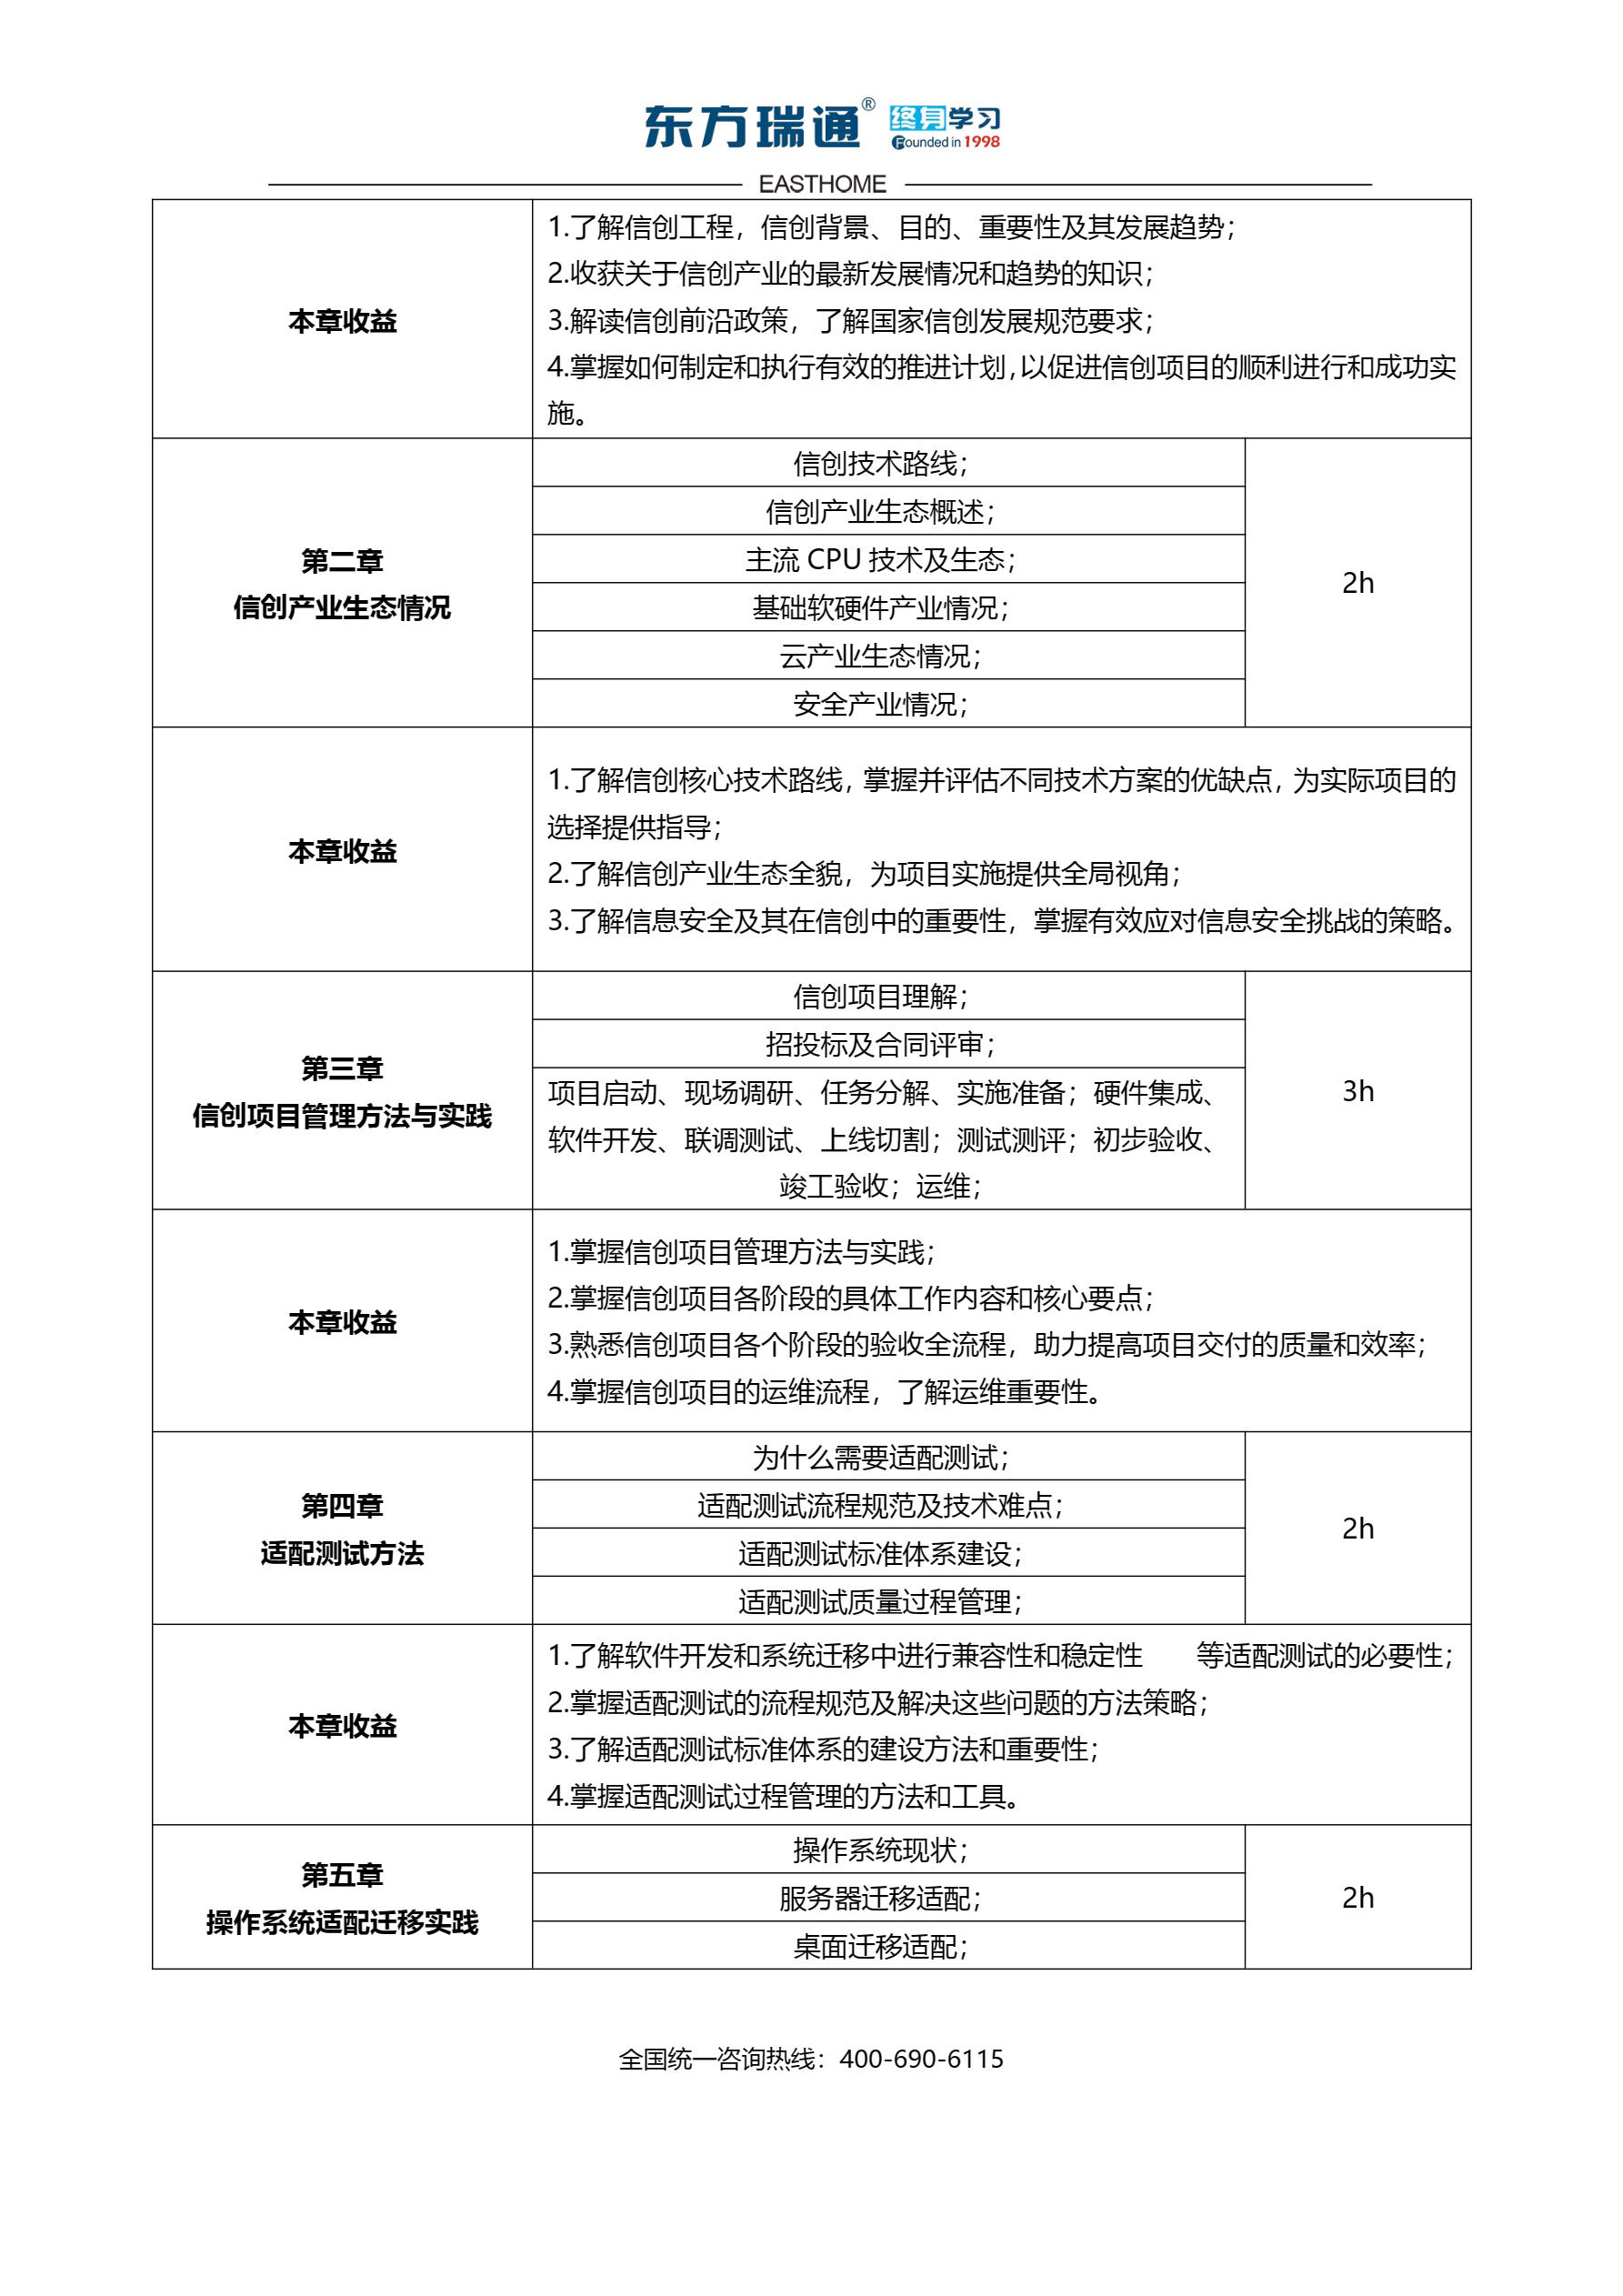 东方瑞通® 终身学习
Founded in 1998
EASTHOME
本章收益
1.了解信创工程，信创背景、目的、重要性及其发展趋势；
2.收获关于信创产业的最新发展情况和趋势的知识；
3.解读信创前沿政策，了解国家信创发展规范要求；
4.掌握如何制定和执行有效的推进计划，以促进信创项目的顺利进行和成功实
施。
第二章
信创产业生态情况
信创技术路线；
信创产业生态概述；
主流 CPU 技术及生态；
基础软硬件产业情况；
云产业生态情况；
安全产业情况；
2h
本章收益
1.了解信创核心技术路线，掌握并评估不同技术方案的优缺点，为实际项目的
选择提供指导；
2.了解信创产业生态全貌，为项目实施提供全局视角；
3.了解信息安全及其在信创中的重要性，掌握有效应对信息安全挑战的策略。
第三章
信创项目管理方法与实践
信创项目理解；
招投标及合同评审；
项目启动、现场调研、任务分解、实施准备；硬件集成、
软件开发、联调测试、上线切割；测试测评；初步验收、
竣工验收；运维；
3h
本章收益
1.掌握信创项目管理方法与实践；
2.掌握信创项目各阶段的具体工作内容和核心要点；
3.熟悉信创项目各个阶段的验收全流程，助力提高项目交付的质量和效率；
4.掌握信创项目的运维流程，了解运维重要性。
第四章
适配测试方法
为什么需要适配测试；
适配测试流程规范及技术难点；
适配测试标准体系建设；
适配测试质量过程管理；
2h
本章收益
1.了解软件开发和系统迁移中进行兼容性和稳定性 等适配测试的必要性；
2.掌握适配测试的流程规范及解决这些问题的方法策略；
3.了解适配测试标准体系的建设方法和重要性；
4.掌握适配测试过程管理的方法和工具。
第五章
操作系统适配迁移实践
操作系统现状；
服务器迁移适配；
桌面迁移适配；
2h
全国统一咨询热线：400-690-6115